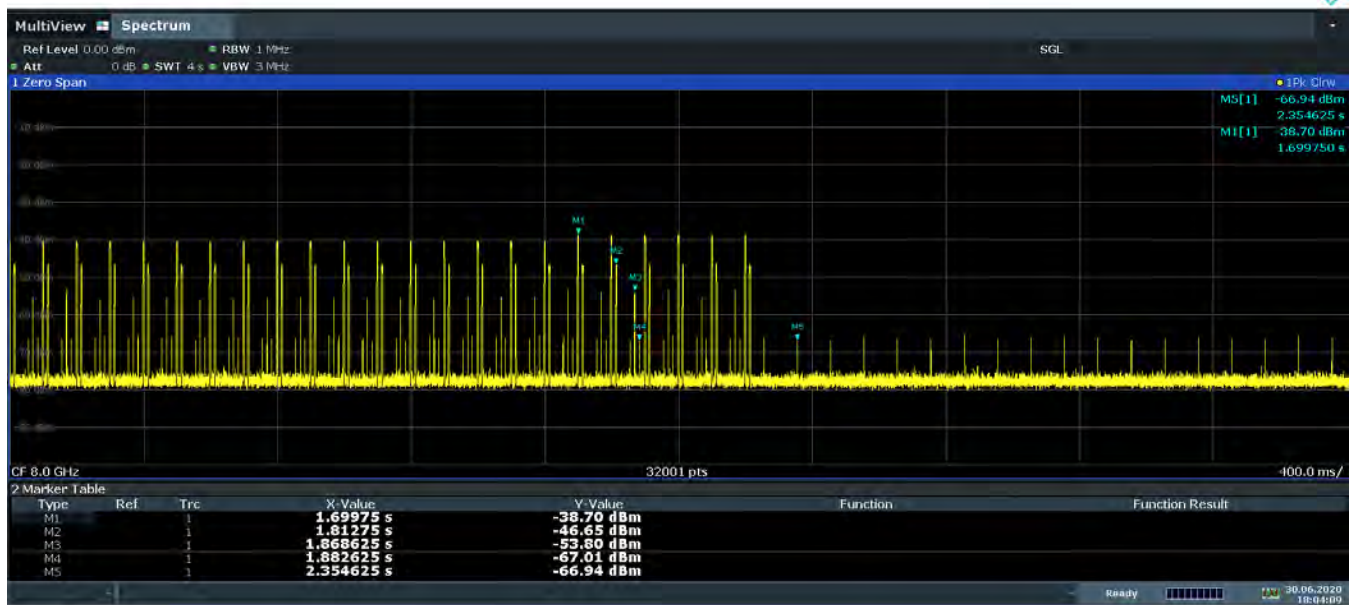 MultiView Spectrum
Ref Level 0.00 dBm RBW 1 MHz SGL
Att 0 dB SWT 4 s VBW 3 MHz
1 Zero Span 1Pk Clrw
M5[1] -66.94 dBm
2.354625 s
M1[1] -38.70 dBm
1.699750 s
M1
M2
M3
M4
M5
CF 8.0 GHz 32001 pts 400.0 ms/
2 Marker Table
Type Ref Trc X-Value Y-Value Function Function Result
M1 1 1.69975 s -38.70 dBm
M2 1 1.81275 s -46.65 dBm
M3 1 1.868625 s -53.80 dBm
M4 1 1.882625 s -67.01 dBm
M5 1 2.354625 s -66.94 dBm
Ready 30.06.2020
18:04:09